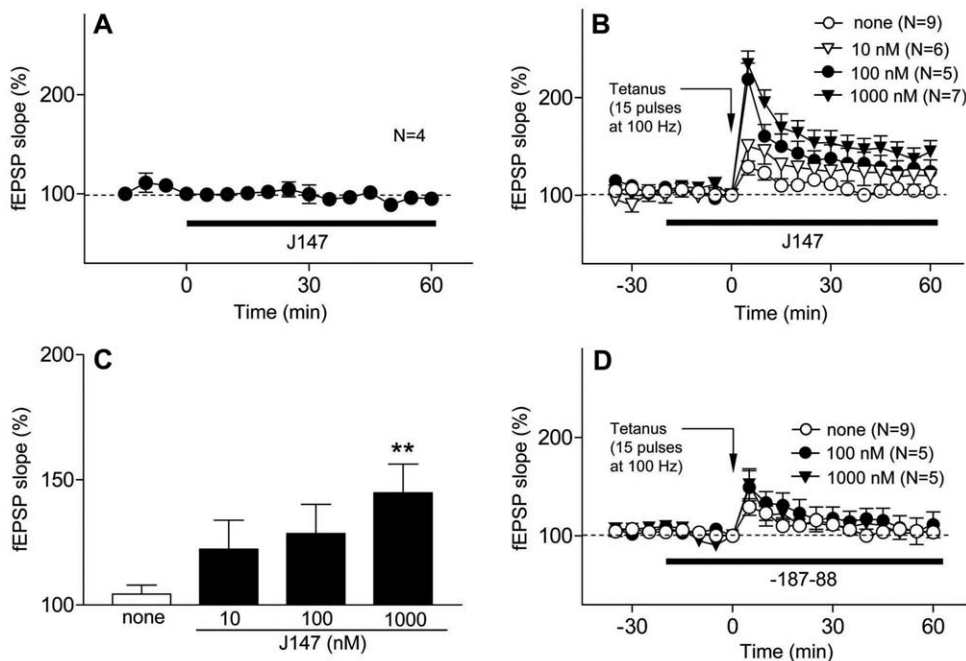 A
200
100
fEPSP slope (%)
N=4
J147
0
30
60
Time (min)
B
none (N=9)
10 nM (N=6)
100 nM (N=5)
1000 nM (N=7)
Tetanus
(15 pulses
at 100 Hz)
200
100
fEPSP slope (%)
J147
-30
0
30
60
Time (min)
C
200
150
100
fEPSP slope (%)
**
none
10
100
1000
J147 (nM)
D
none (N=9)
100 nM (N=5)
1000 nM (N=5)
Tetanus
(15 pulses
at 100 Hz)
200
100
fEPSP slope (%)
-187-88
-30
0
30
60
Time (min)